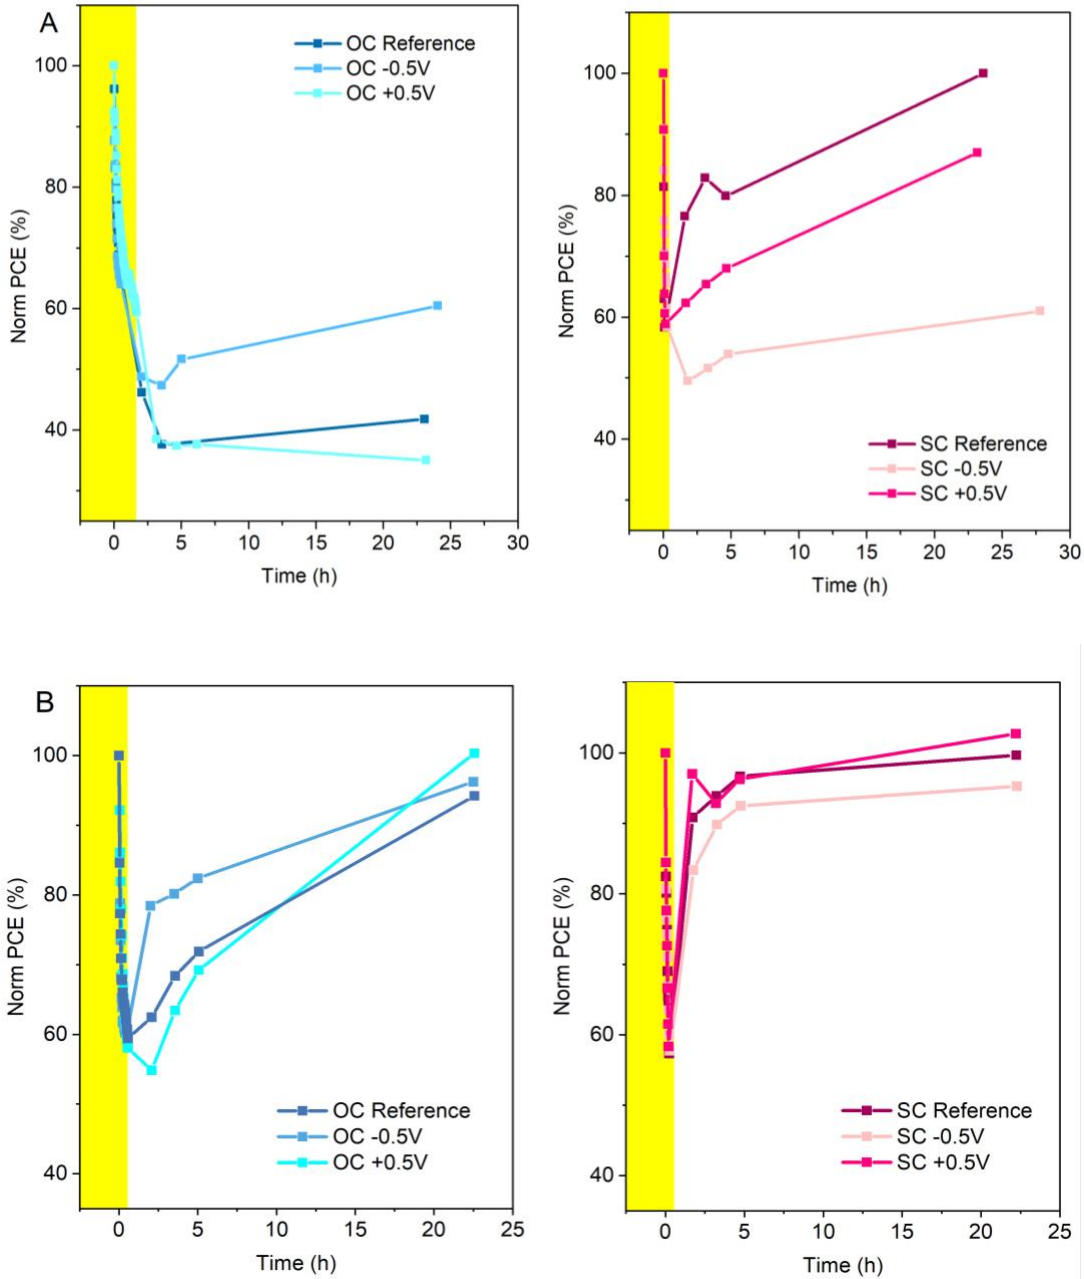 A
OC Reference
OC -0.5V
OC +0.5V
Norm PCE (%)
100
80
60
40
0 5 10 15 20 25 30
Time (h)
Norm PCE (%)
100
80
60
40
SC Reference
SC -0.5V
SC +0.5V
0 5 10 15 20 25 30
Time (h)
B
Norm PCE (%)
100
80
60
40
OC Reference
OC -0.5V
OC +0.5V
0 5 10 15 20 25
Time (h)
Norm PCE (%)
100
80
60
40
SC Reference
SC -0.5V
SC +0.5V
0 5 10 15 20 25
Time (h)